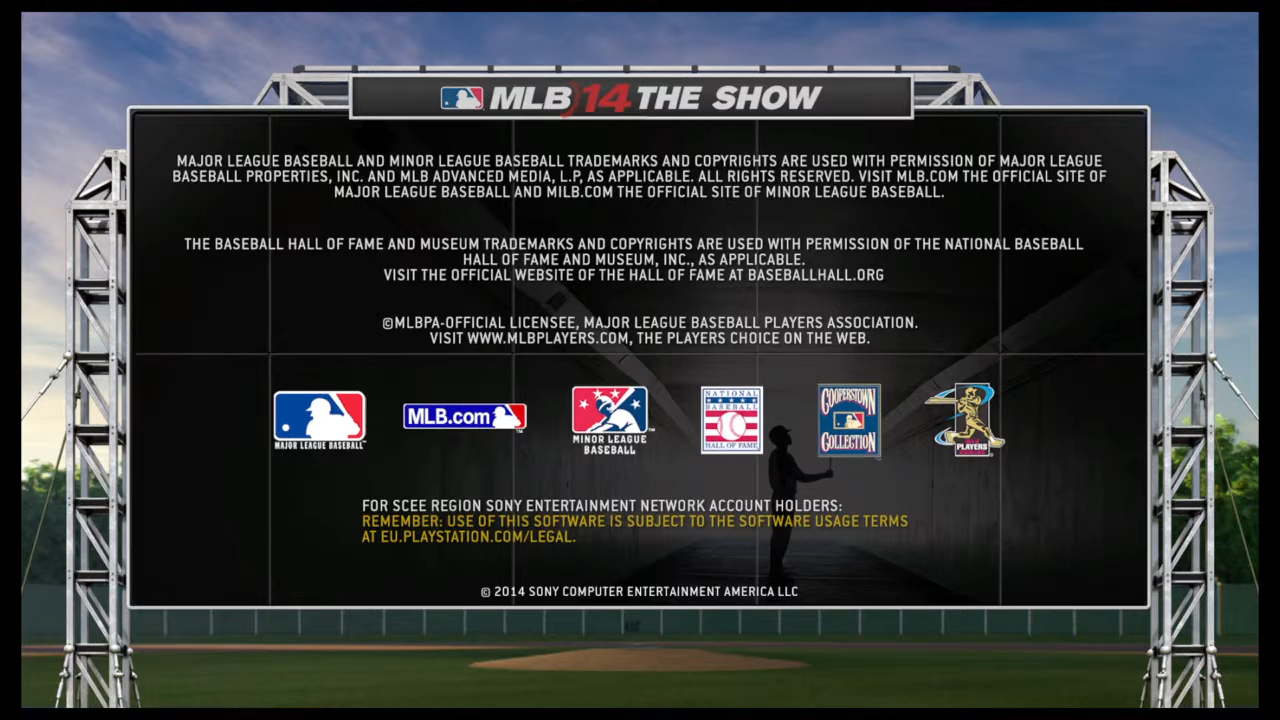 MLB 14 THE SHOW
MAJOR LEAGUE BASEBALL AND MINOR LEAGUE BASEBALL TRADEMARKS AND COPYRIGHTS ARE USED WITH PERMISSION OF MAJOR LEAGUE
BASEBALL PROPERTIES, INC. AND MLB ADVANCED MEDIA, L.P, AS APPLICABLE. ALL RIGHTS RESERVED. VISIT MLB.COM THE OFFICIAL SITE OF
MAJOR LEAGUE BASEBALL AND MILB.COM THE OFFICIAL SITE OF MINOR LEAGUE BASEBALL.
THE BASEBALL HALL OF FAME AND MUSEUM TRADEMARKS AND COPYRIGHTS ARE USED WITH PERMISSION OF THE NATIONAL BASEBALL
HALL OF FAME AND MUSEUM, INC., AS APPLICABLE.
VISIT THE OFFICIAL WEBSITE OF THE HALL OF FAME AT BASEBALLHALL.ORG
©MLBPA-OFFICIAL LICENSEE, MAJOR LEAGUE BASEBALL PLAYERS ASSOCIATION.
VISIT WWW.MLBPLAYERS.COM, THE PLAYERS CHOICE ON THE WEB.
MAJOR LEAGUE BASEBALL™
MLB.com™
MINOR LEAGUE™
BASEBALL
NATIONAL
BASEBALL
HALL OF FAME
COOPERSTOWN
COLLECTION
PLAYERS
FOR SCEE REGION SONY ENTERTAINMENT NETWORK ACCOUNT HOLDERS:
REMEMBER: USE OF THIS SOFTWARE IS SUBJECT TO THE SOFTWARE USAGE TERMS
AT EU.PLAYSTATION.COM/LEGAL.
© 2014 SONY COMPUTER ENTERTAINMENT AMERICA LLC